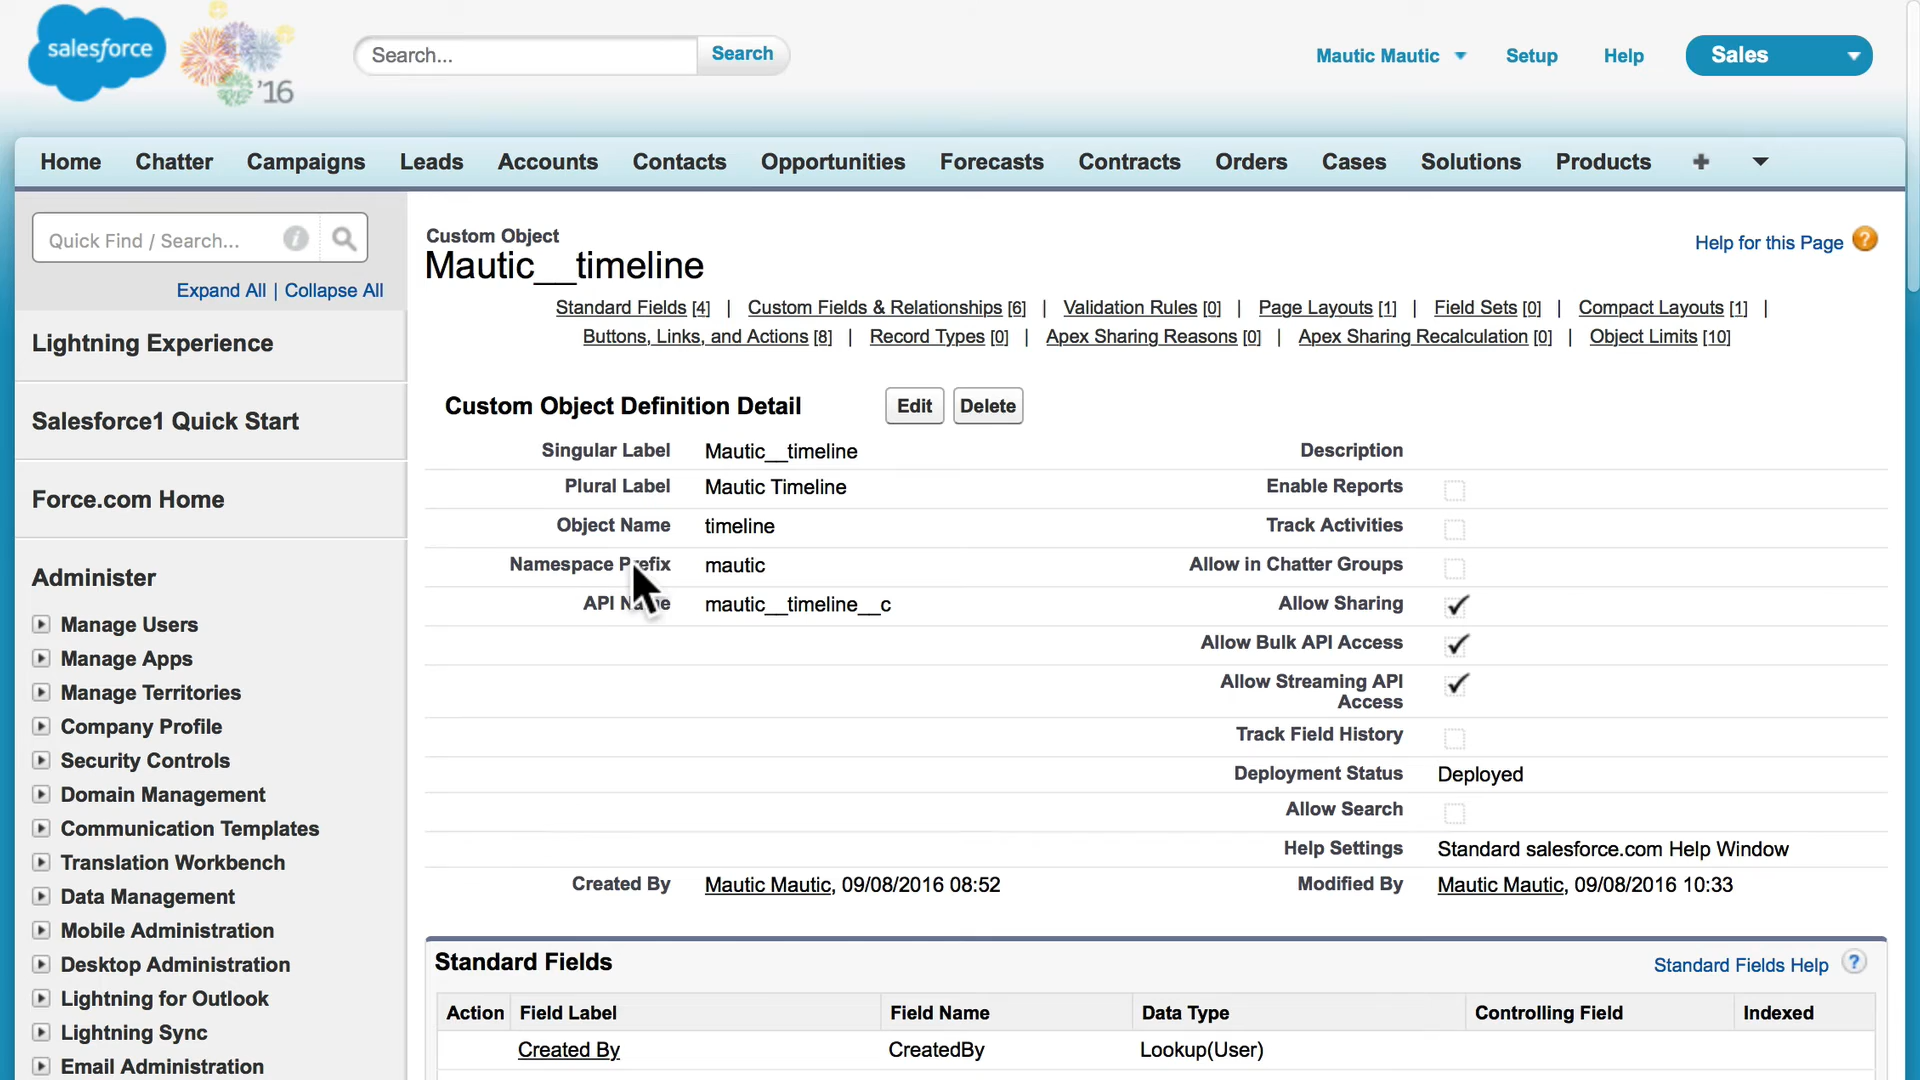 salesforce
'16
Search...
Search
Mautic Mautic
Setup
Help
Sales
Home Chatter Campaigns Leads Accounts Contacts Opportunities Forecasts Contracts Orders Cases Solutions Products +
Quick Find / Search...
Expand All | Collapse All
Lightning Experience
Salesforce1 Quick Start
Force.com Home
Administer
Manage Users
Manage Apps
Manage Territories
Company Profile
Security Controls
Domain Management
Communication Templates
Translation Workbench
Data Management
Mobile Administration
Desktop Administration
Lightning for Outlook
Lightning Sync
Email Administration
Custom Object
Mautic__timeline
Help for this Page ?
Standard Fields [4] | Custom Fields & Relationships [6] | Validation Rules [0] | Page Layouts [1] | Field Sets [0] | Compact Layouts [1] |
Buttons, Links, and Actions [8] | Record Types [0] | Apex Sharing Reasons [0] | Apex Sharing Recalculation [0] | Object Limits [10]
Custom Object Definition Detail Edit Delete
Singular Label Mautic__timeline Description
Plural Label Mautic Timeline Enable Reports
Object Name timeline Track Activities
Namespace Prefix mautic Allow in Chatter Groups
API Name mautic__timeline__c Allow Sharing
Allow Bulk API Access
Allow Streaming API
Access
Track Field History
Deployment Status Deployed
Allow Search
Help Settings Standard salesforce.com Help Window
Created By Mautic Mautic, 09/08/2016 08:52 Modified By Mautic Mautic, 09/08/2016 10:33
Standard Fields
Standard Fields Help ?
Action Field Label Field Name Data Type Controlling Field Indexed
Created By CreatedBy Lookup(User)